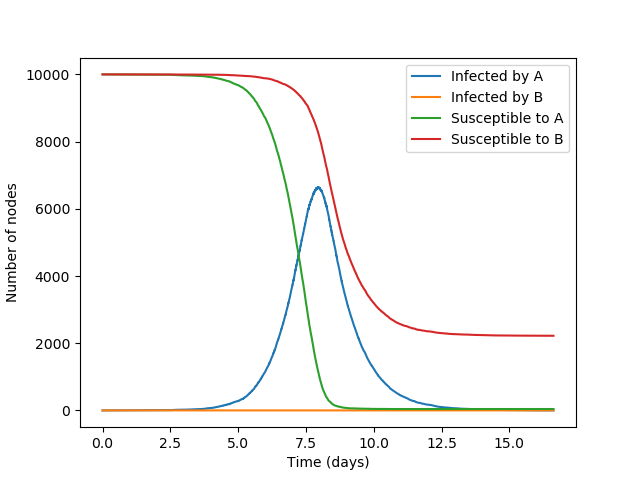 10000
8000
6000
4000
2000
0
Number of nodes
0.0 2.5 5.0 7.5 10.0 12.5 15.0
Time (days)
Infected by A
Infected by B
Susceptible to A
Susceptible to B